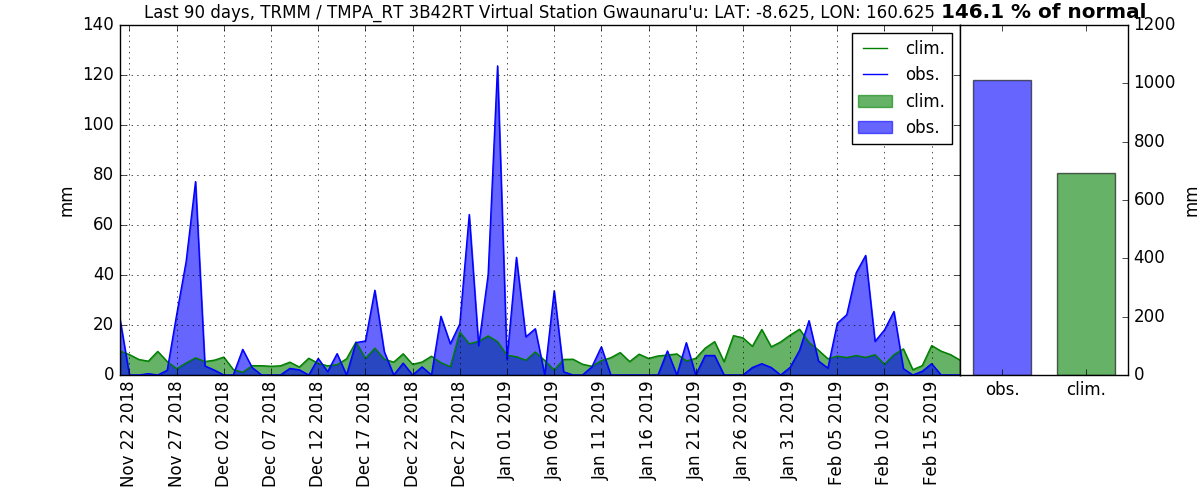 Last 90 days, TRMM / TMPA_RT 3B42RT Virtual Station Gwaunaru'u: LAT: -8.625, LON: 160.625 146.1 % of normal
140
120
100
80
60
40
20
0
mm
clim.
obs.
clim.
obs.
1200
1000
800
600
400
200
0
mm
obs.
clim.
Nov 22 2018
Nov 27 2018
Dec 02 2018
Dec 07 2018
Dec 12 2018
Dec 17 2018
Dec 22 2018
Dec 27 2018
Jan 01 2019
Jan 06 2019
Jan 11 2019
Jan 16 2019
Jan 21 2019
Jan 26 2019
Jan 31 2019
Feb 05 2019
Feb 10 2019
Feb 15 2019